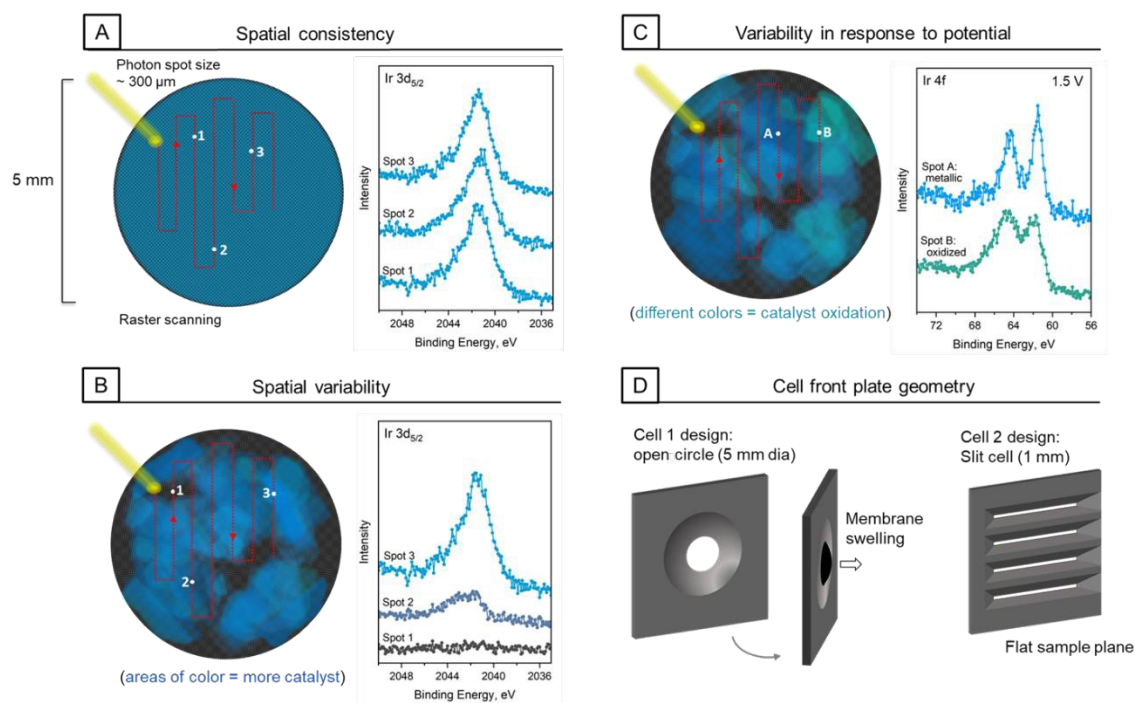 A
Spatial consistency
Photon spot size
~ 300 µm
5 mm
1
2
3
Raster scanning
Ir 3d5/2
Spot 3
Spot 2
Spot 1
Intensity
2048 2044 2040 2036
Binding Energy, eV
B
Spatial variability
1
2
3
(areas of color = more catalyst)
Ir 3d5/2
Spot 3
Spot 2
Spot 1
Intensity
2048 2044 2040 2036
Binding Energy, eV
C
Variability in response to potential
A
B
(different colors = catalyst oxidation)
Ir 4f
1.5 V
Spot A:
metallic
Spot B:
oxidized
Intensity
72 68 64 60 56
Binding Energy, eV
D
Cell front plate geometry
Cell 1 design:
open circle (5 mm dia)
Membrane
swelling
Cell 2 design:
Slit cell (1 mm)
Flat sample plane